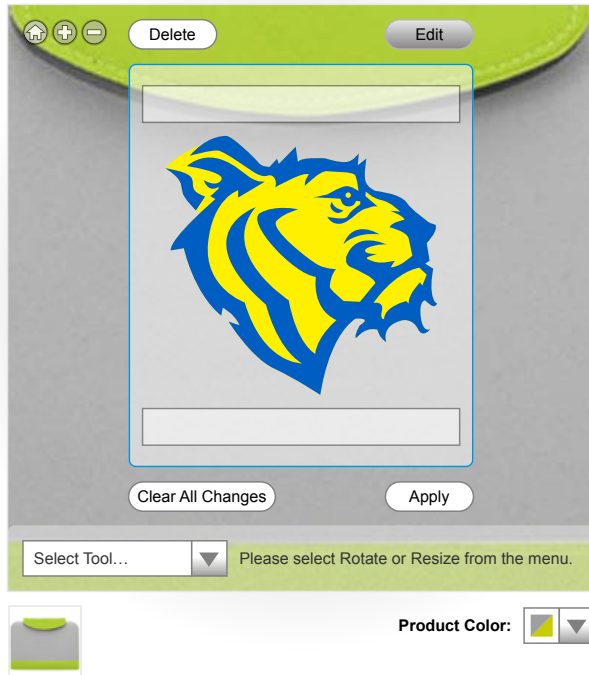 Delete
Edit
Clear All Changes
Apply
Select Tool…
Please select Rotate or Resize from the menu.
Product Color: